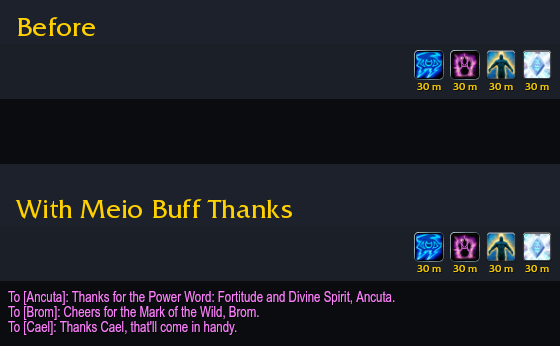 Before
30 m 30 m 30 m 30 m
With Meio Buff Thanks
30 m 30 m 30 m 30 m
To [Ancuta]: Thanks for the Power Word: Fortitude and Divine Spirit, Ancuta.
To [Brom]: Cheers for the Mark of the Wild, Brom.
To [Cael]: Thanks Cael, that'll come in handy.